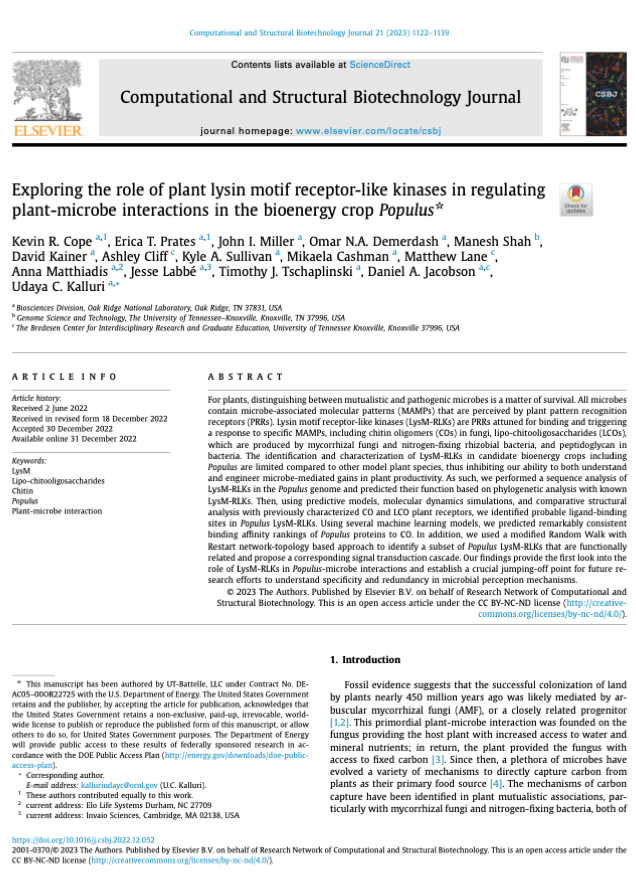 Computational and Structural Biotechnology Journal 21 (2023) 1122–1139
Contents lists available at ScienceDirect
Computational and Structural Biotechnology Journal
journal homepage: www.elsevier.com/locate/csbj
ELSEVIER
CSBJ
Exploring the role of plant lysin motif receptor-like kinases in regulating
plant-microbe interactions in the bioenergy crop Populus☆
Check for
updates
Kevin R. Cope a,1, Erica T. Prates a,1, John I. Miller a, Omar N.A. Demerdash a, Manesh Shah b,
David Kainer a, Ashley Cliff c, Kyle A. Sullivan a, Mikaela Cashman a, Matthew Lane c,
Anna Matthiadis a,2, Jesse Labbé a,3, Timothy J. Tschaplinski a, Daniel A. Jacobson a,c,
Udaya C. Kalluri a,*
a Biosciences Division, Oak Ridge National Laboratory, Oak Ridge, TN 37831, USA
b Genome Science and Technology, The University of Tennessee–Knoxville, Knoxville, TN 37996, USA
c The Bredesen Center for Interdisciplinary Research and Graduate Education, University of Tennessee Knoxville, Knoxville 37996, USA
ARTICLE INFO
Article history:
Received 2 June 2022
Received in revised form 18 December 2022
Accepted 30 December 2022
Available online 31 December 2022
Keywords:
LysM
Lipo-chitooligosaccharides
Chitin
Populus
Plant-microbe interaction
ABSTRACT
For plants, distinguishing between mutualistic and pathogenic microbes is a matter of survival. All microbes
contain microbe-associated molecular patterns (MAMPs) that are perceived by plant pattern recognition
receptors (PRRs). Lysin motif receptor-like kinases (LysM-RLKs) are PRRs attuned for binding and triggering
a response to specific MAMPs, including chitin oligomers (COs) in fungi, lipo-chitooligosaccharides (LCOs),
which are produced by mycorrhizal fungi and nitrogen-fixing rhizobial bacteria, and peptidoglycan in
bacteria. The identification and characterization of LysM-RLKs in candidate bioenergy crops including
Populus are limited compared to other model plant species, thus inhibiting our ability to both understand
and engineer microbe-mediated gains in plant productivity. As such, we performed a sequence analysis of
LysM-RLKs in the Populus genome and predicted their function based on phylogenetic analysis with known
LysM-RLKs. Then, using predictive models, molecular dynamics simulations, and comparative structural
analysis with previously characterized CO and LCO plant receptors, we identified probable ligand-binding
sites in Populus LysM-RLKs. Using several machine learning models, we predicted remarkably consistent
binding affinity rankings of Populus proteins to CO. In addition, we used a modified Random Walk with
Restart network-topology based approach to identify a subset of Populus LysM-RLKs that are functionally
related and propose a corresponding signal transduction cascade. Our findings provide the first look into the
role of LysM-RLKs in Populus-microbe interactions and establish a crucial jumping-off point for future re-
search efforts to understand specificity and redundancy in microbial perception mechanisms.
© 2023 The Authors. Published by Elsevier B.V. on behalf of Research Network of Computational and
Structural Biotechnology. This is an open access article under the CC BY-NC-ND license (http://creative-
commons.org/licenses/by-nc-nd/4.0/).
☆ This manuscript has been authored by UT-Battelle, LLC under Contract No. DE-
AC05-00OR22725 with the U.S. Department of Energy. The United States Government
retains and the publisher, by accepting the article for publication, acknowledges that
the United States Government retains a non-exclusive, paid-up, irrevocable, world-
wide license to publish or reproduce the published form of this manuscript, or allow
others to do so, for United States Government purposes. The Department of Energy
will provide public access to these results of federally sponsored research in ac-
cordance with the DOE Public Access Plan (http://energy.gov/downloads/doe-public-
access-plan).
* Corresponding author.
E-mail address: kalluriudayc@ornl.gov (U.C. Kalluri).
1 These authors contributed equally to this work.
2 current address: Elo Life Systems Durham, NC 27709
3 current address: Invaio Sciences, Cambridge, MA 02138, USA
1. Introduction
Fossil evidence suggests that the successful colonization of land
by plants nearly 450 million years ago was likely mediated by ar-
buscular mycorrhizal fungi (AMF), or a closely related progenitor
[1,2]. This primordial plant-microbe interaction was founded on the
fungus providing the host plant with increased access to water and
mineral nutrients; in return, the plant provided the fungus with
access to fixed carbon [3]. Since then, a plethora of microbes have
evolved a variety of mechanisms to directly capture carbon from
plants as their primary food source [4]. The mechanisms of carbon
capture have been identified in plant mutualistic associations, par-
ticularly with mycorrhizal fungi and nitrogen-fixing bacteria, both of
https://doi.org/10.1016/j.csbj.2022.12.052
2001-0370/© 2023 The Authors. Published by Elsevier B.V. on behalf of Research Network of Computational and Structural Biotechnology. This is an open access article under the
CC BY-NC-ND license (http://creativecommons.org/licenses/by-nc-nd/4.0/).